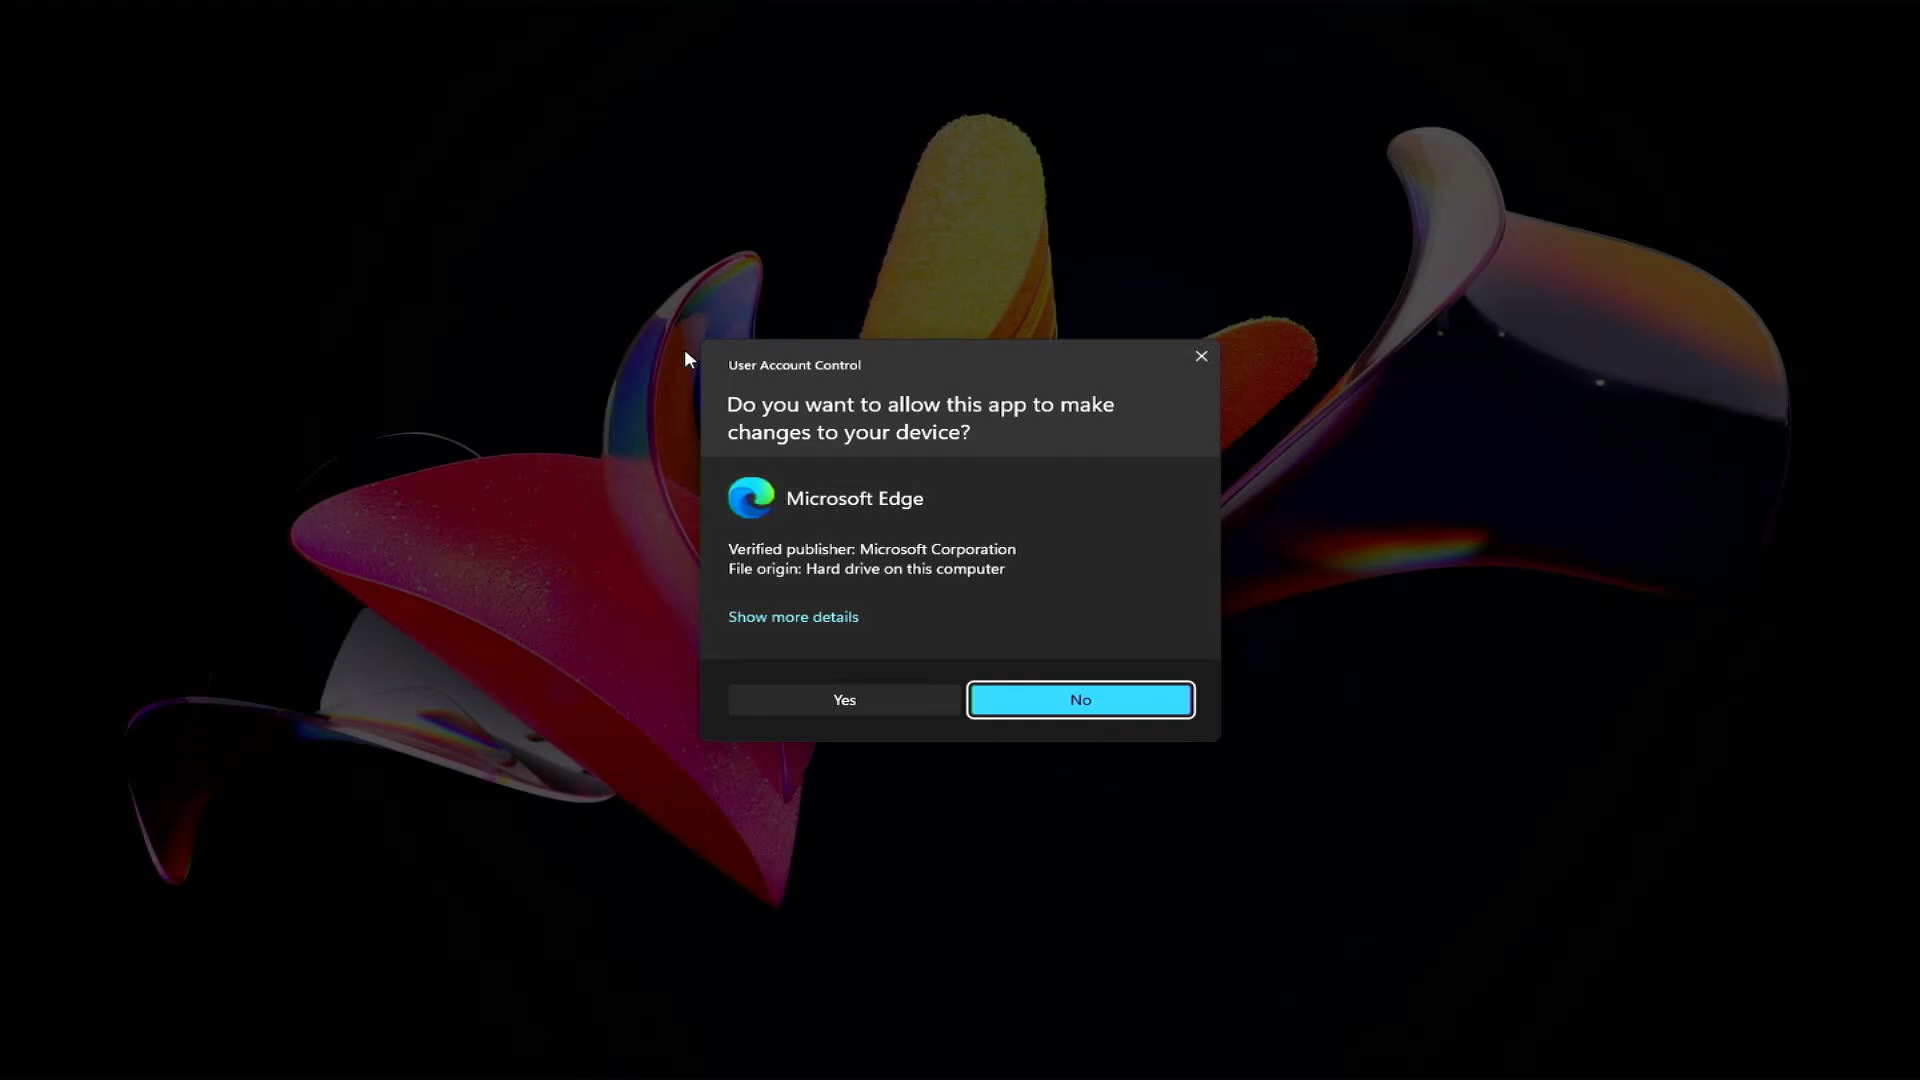 User Account Control
Do you want to allow this app to make
changes to your device?
Microsoft Edge
Verified publisher: Microsoft Corporation
File origin: Hard drive on this computer
Show more details
Yes
No